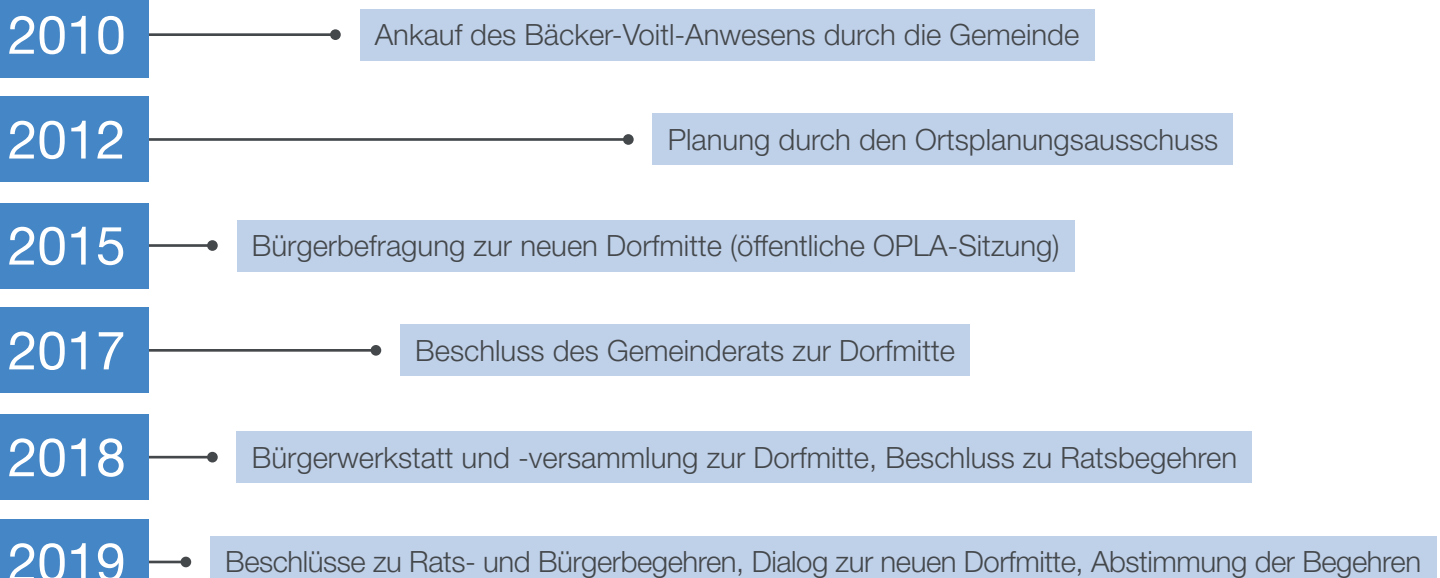 2010
Ankauf des Bäcker-Voitl-Anwesens durch die Gemeinde
2012
Planung durch den Ortsplanungsausschuss
2015
Bürgerbefragung zur neuen Dorfmitte (öffentliche OPLA-Sitzung)
2017
Beschluss des Gemeinderats zur Dorfmitte
2018
Bürgerwerkstatt und -versammlung zur Dorfmitte, Beschluss zu Ratsbegehren
2019
Beschlüsse zu Rats- und Bürgerbegehren, Dialog zur neuen Dorfmitte, Abstimmung der Begehren